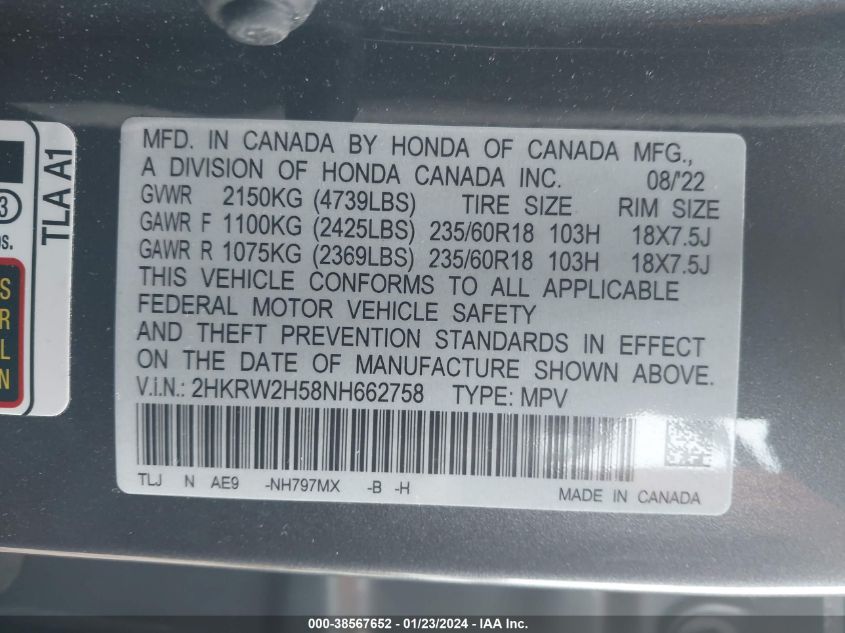 MFD. IN CANADA BY HONDA OF CANADA MFG.,
A DIVISION OF HONDA CANADA INC. 08/'22
GVWR 2150KG (4739LBS) TIRE SIZE RIM SIZE
GAWR F 1100KG (2425LBS) 235/60R18 103H 18X7.5J
GAWR R 1075KG (2369LBS) 235/60R18 103H 18X7.5J
THIS VEHICLE CONFORMS TO ALL APPLICABLE
FEDERAL MOTOR VEHICLE SAFETY
AND THEFT PREVENTION STANDARDS IN EFFECT
ON THE DATE OF MANUFACTURE SHOWN ABOVE.
V.I.N.: 2HKRW2H58NH662758 TYPE: MPV
TLJ N AE9 -NH797MX -B -H
MADE IN CANADA
TLA A1
3
os.
S
R
L
N
000-38567652 - 01/23/2024 - IAA Inc.